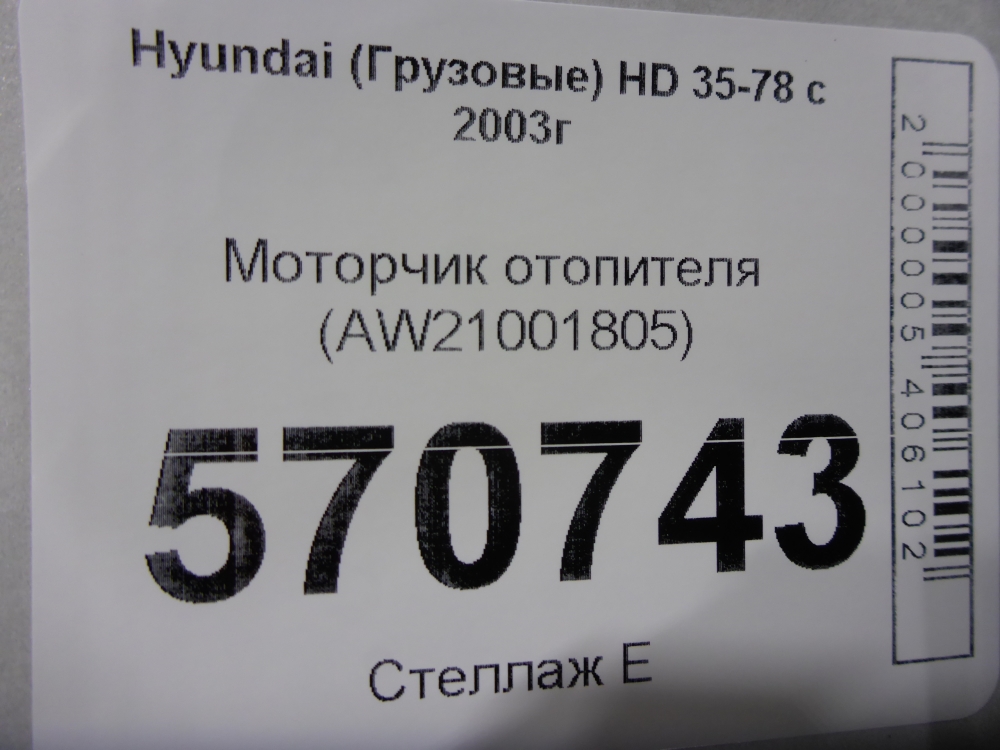 Hyundai (Грузовые) HD 35-78 с
2003г
Моторчик отопителя
(AW21001805)
570743
Стеллаж Е
2000005406102